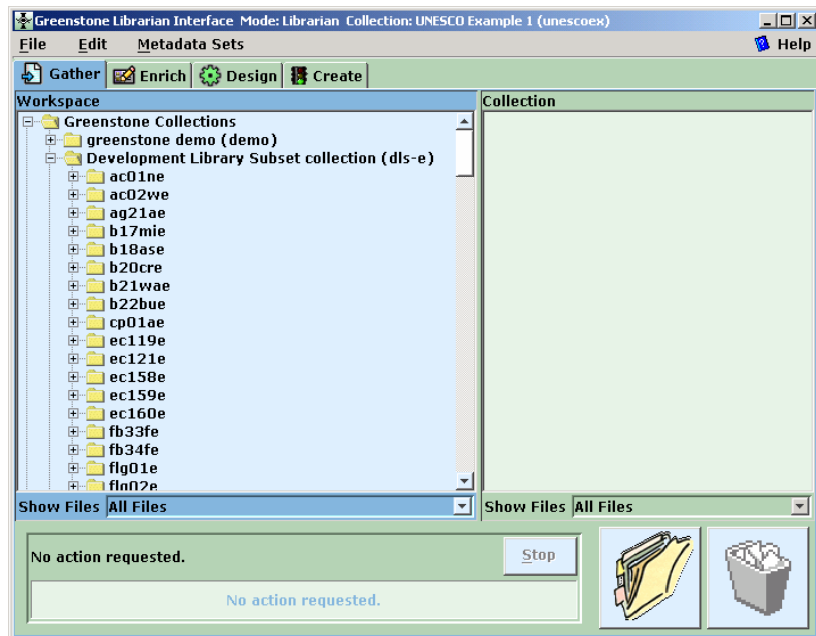 Greenstone Librarian Interface Mode: Librarian Collection: UNESCO Example 1 (unescoex)
File Edit Metadata Sets Help
Gather Enrich Design Create
Workspace
Greenstone Collections
greenstone demo (demo)
Development Library Subset collection (dls-e)
ac01ne
ac02we
ag21ae
b17mie
b18ase
b20cre
b21wae
b22bue
cp01ae
ec119e
ec121e
ec158e
ec159e
ec160e
fb33fe
fb34fe
flg01e
flg02e
Show Files All Files
Collection
Show Files All Files
No action requested.
Stop
No action requested.